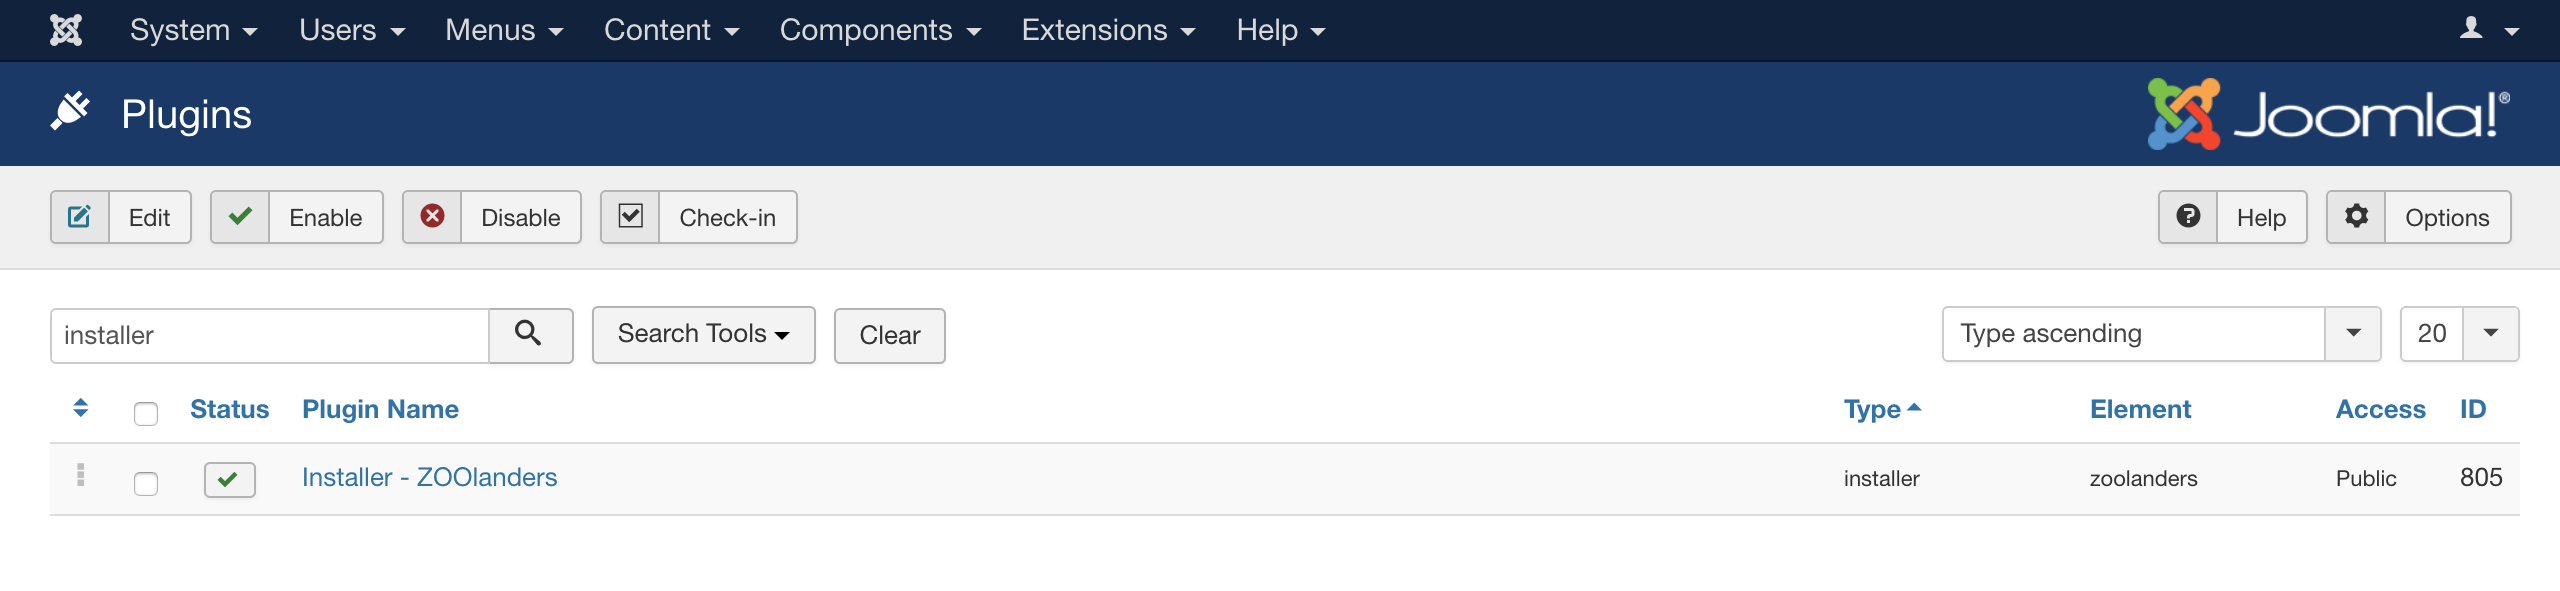 System Users Menus Content Components Extensions Help
Plugins Joomla!®
Edit Enable Disable Check-in Help Options
installer Search Tools Clear Type ascending 20
Status Plugin Name Type Element Access ID
Installer - ZOOlanders installer zoolanders Public 805